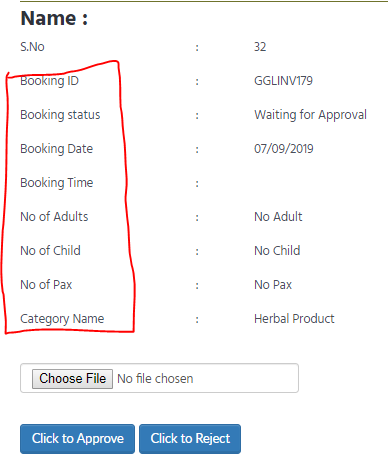 Name :
S.No : 32
Booking ID : GGLINV179
Booking status : Waiting for Approval
Booking Date : 07/09/2019
Booking Time :
No of Adults : No Adult
No of Child : No Child
No of Pax : No Pax
Category Name : Herbal Product
Choose File No file chosen
Click to Approve Click to Reject